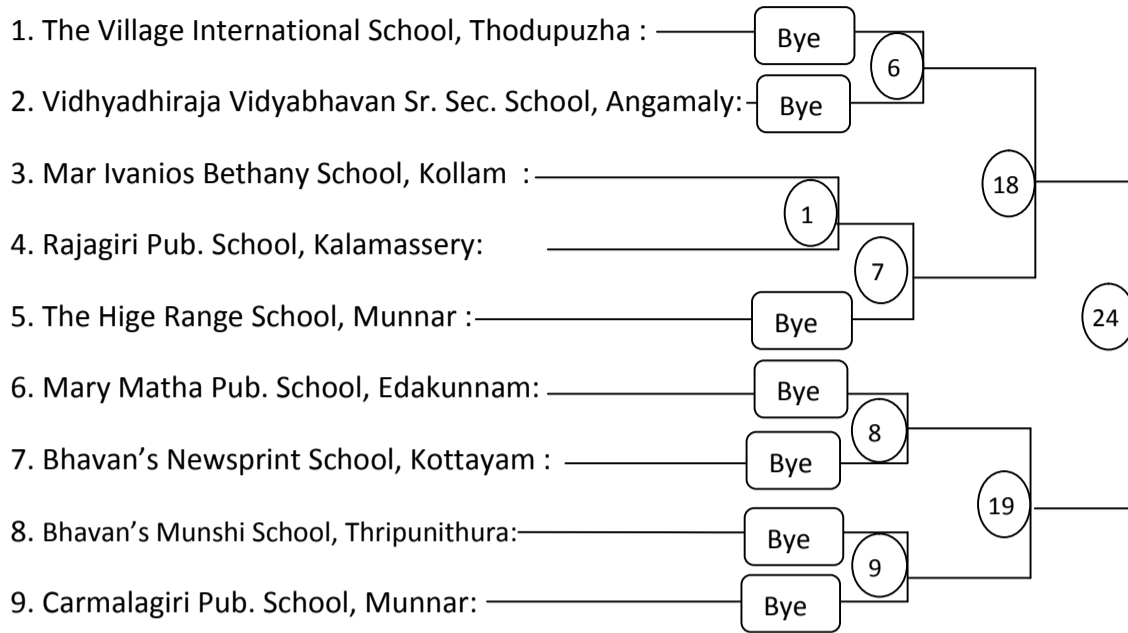 1. The Village International School, Thodupuzha : Bye
6
2. Vidhyadhiraja Vidyabhavan Sr. Sec. School, Angamaly: Bye
3. Mar Ivanios Bethany School, Kollam :
18
1
4. Rajagiri Pub. School, Kalamassery:
7
5. The Hige Range School, Munnar : Bye
24
6. Mary Matha Pub. School, Edakunnam: Bye
8
7. Bhavan’s Newsprint School, Kottayam : Bye
19
8. Bhavan’s Munshi School, Thripunithura: Bye
9
9. Carmalagiri Pub. School, Munnar: Bye